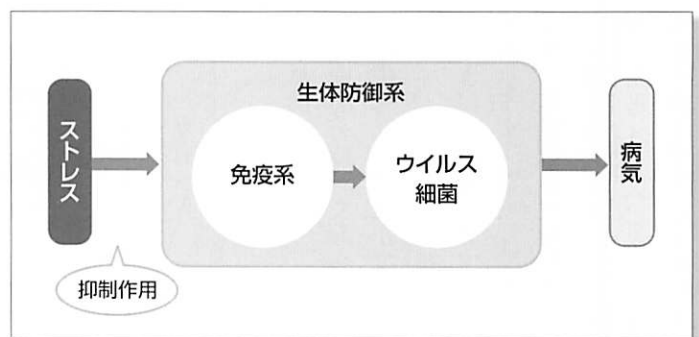 生体防御系
ストレス
免疫系
ウイルス
細菌
病気
抑制作用